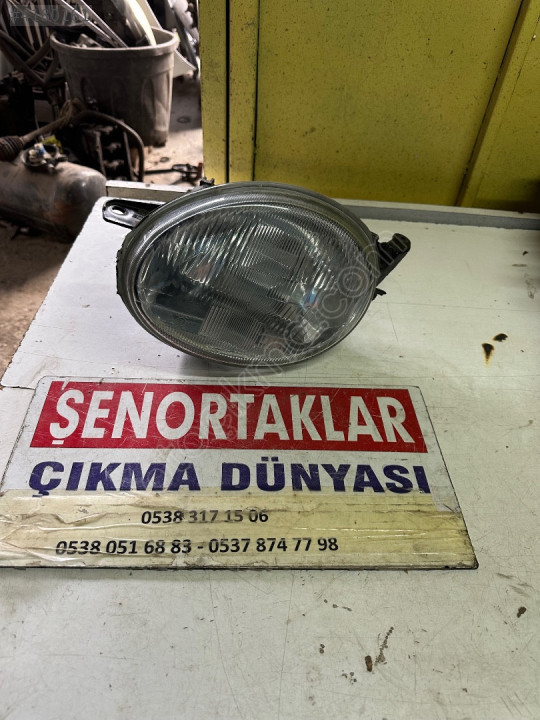 ŞENORTAKLAR
ÇIKMA DÜNYASI
0538 317 15 06
0538 051 68 83 - 0537 874 77 98